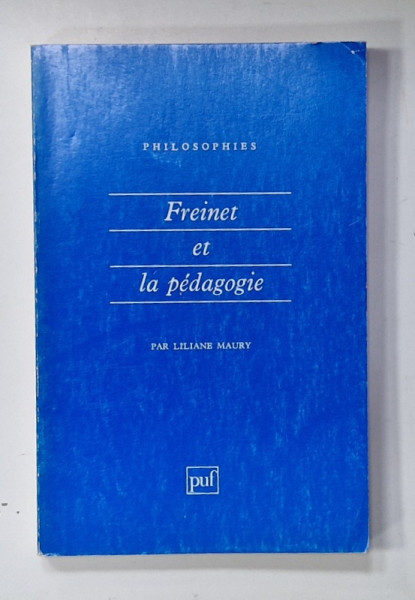 PHILOSOPHIES
Freinet
et
la pédagogie
PAR LILIANE MAURY
puf